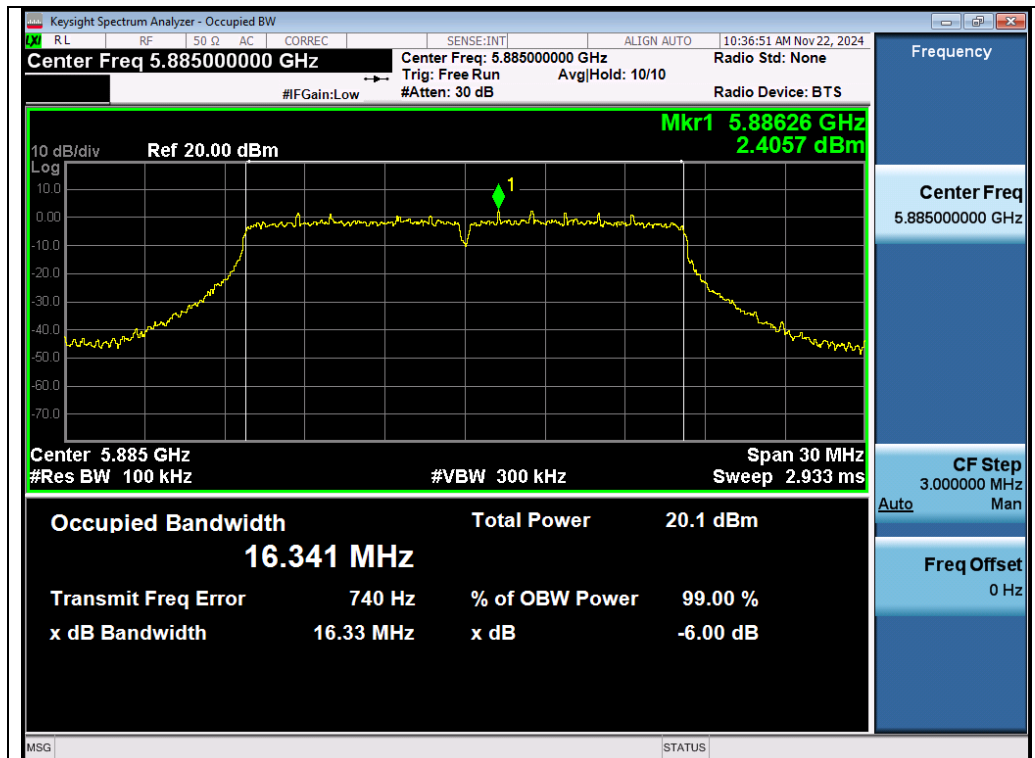 Keysight Spectrum Analyzer - Occupied BW
LXI RL RF 50 Ω AC CORREC SENSE:INT ALIGN AUTO 10:36:51 AM Nov 22, 2024
Center Freq 5.885000000 GHz
Center Freq: 5.885000000 GHz
Radio Std: None
Trig: Free Run Avg|Hold: 10/10
#IFGain:Low
#Atten: 30 dB
Radio Device: BTS
Frequency
Mkr1 5.88626 GHz
2.4057 dBm
10 dB/div Ref 20.00 dBm
Log
1
10.0
0.00
-10.0
-20.0
-30.0
-40.0
-50.0
-60.0
-70.0
Center 5.885 GHz Span 30 MHz
#Res BW 100 kHz #VBW 300 kHz Sweep 2.933 ms
Center Freq
5.885000000 GHz
CF Step
3.000000 MHz
Auto Man
Freq Offset
0 Hz
Occupied Bandwidth Total Power 20.1 dBm
16.341 MHz
Transmit Freq Error 740 Hz % of OBW Power 99.00 %
x dB Bandwidth 16.33 MHz x dB -6.00 dB
MSG STATUS